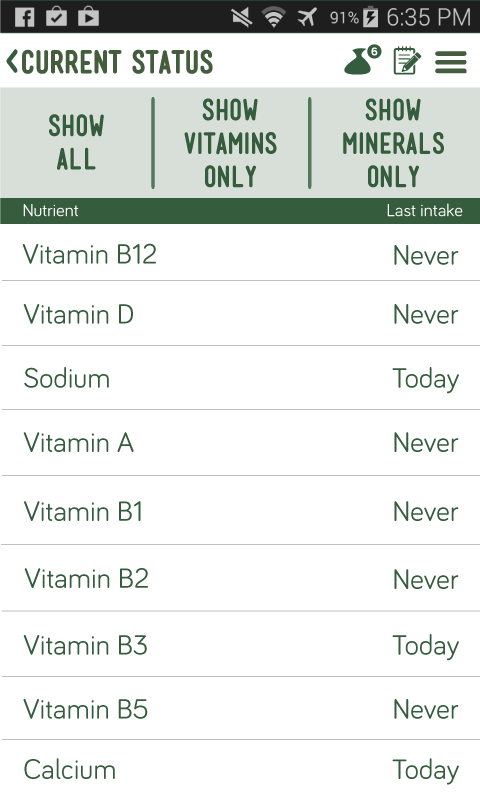 91% 6:35 PM
CURRENT STATUS 6
SHOW ALL
SHOW VITAMINS ONLY
SHOW MINERALS ONLY
Nutrient Last intake
Vitamin B12 Never
Vitamin D Never
Sodium Today
Vitamin A Never
Vitamin B1 Never
Vitamin B2 Never
Vitamin B3 Today
Vitamin B5 Never
Calcium Today